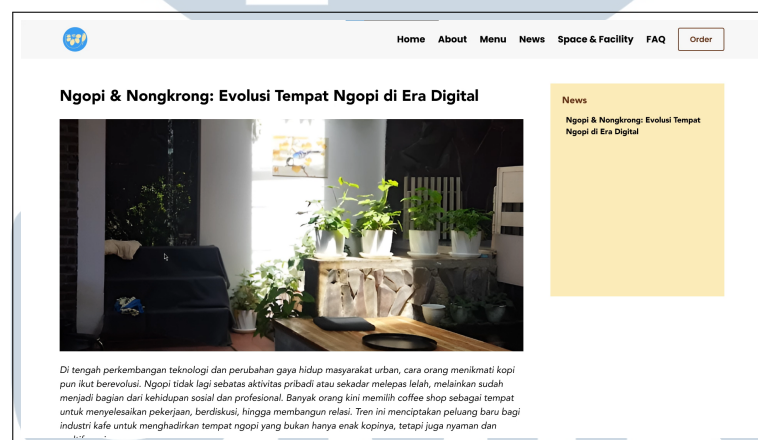 Home About Menu News Space & Facility FAQ Order
Ngopi & Nongkrong: Evolusi Tempat Ngopi di Era Digital
News
Ngopi & Nongkrong: Evolusi Tempat
Ngopi di Era Digital
Di tengah perkembangan teknologi dan perubahan gaya hidup masyarakat urban, cara orang menikmati kopi
pun ikut berevolusi. Ngopi tidak lagi sebatas aktivitas pribadi atau sekadar melepas lelah, melainkan sudah
menjadi bagian dari kehidupan sosial dan profesional. Banyak orang kini memilih coffee shop sebagai tempat
untuk menyelesaikan pekerjaan, berdiskusi, hingga membangun relasi. Tren ini menciptakan peluang baru bagi
industri kafe untuk menghadirkan tempat ngopi yang bukan hanya enak kopinya, tetapi juga nyaman dan